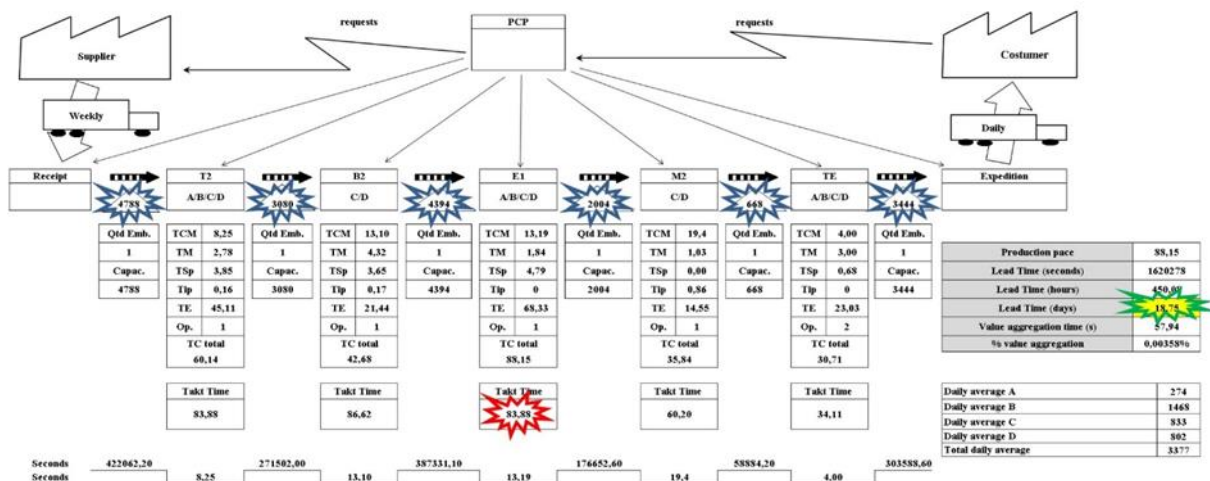 requests
PCP
requests
Supplier
Costumer
Weekly
Daily
Receipt
T2
B2
E1
M2
TE
Expedition
A/B/C/D
C/D
A/B/C/D
C/D
A/B/C/D
4788
3080
4394
2004
668
3444
Qtd Emb. TCM 8,25 Qtd Emb. TCM 13,10 Qtd Emb. TCM 13,19 Qtd Emb. TCM 19,4 Qtd Emb. TCM 4,00 Qtd Emb.
1 TM 2,78 1 TM 4,32 1 TM 1,84 1 TM 1,03 1 TM 3,00 1
Capac. TSp 3,85 Capac. TSp 3,65 Capac. TSp 4,79 Capac. TSp 0,00 Capac. TSp 0,68 Capac.
4788 Tip 0,16 3080 Tip 0,17 4394 Tip 0 2004 Tip 0,86 668 Tip 0 3444
TE 45,11 TE 21,44 TE 68,33 TE 14,55 TE 23,03
Op. 1 Op. 1 Op. 1 Op. 1 Op. 2
TC total TC total TC total TC total TC total
60,14 42,68 88,15 35,84 30,71
Takt Time Takt Time Takt Time Takt Time Takt Time
83,88 86,62 83,88 60,20 34,11
Production pace 88,15
Lead Time (seconds) 1620278
Lead Time (hours) 450,08
Lead Time (days) 18,75
Value aggregation time (s) 57,94
% value aggregation 0,00358%
Daily average A 274
Daily average B 1468
Daily average C 833
Daily average D 802
Total daily average 3377
Seconds 422062,20 271502,00 387331,10 176652,60 58884,20 303588,60
Seconds 8,25 13,10 13,19 19,4 4,00